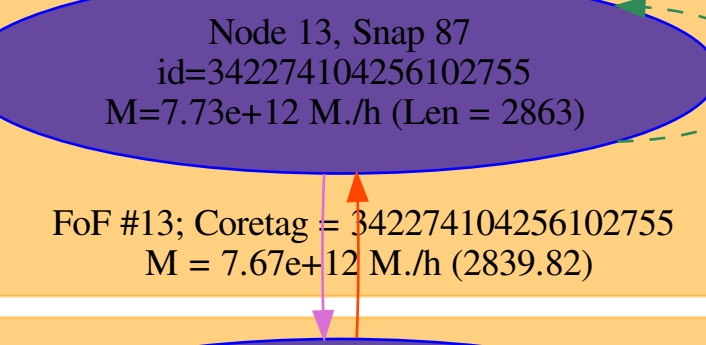 Node 13, Snap 87
id=342274104256102755
M=7.73e+12 M./h (Len = 2863)
FoF #13; Coretag = 342274104256102755
M = 7.67e+12 M./h (2839.82)